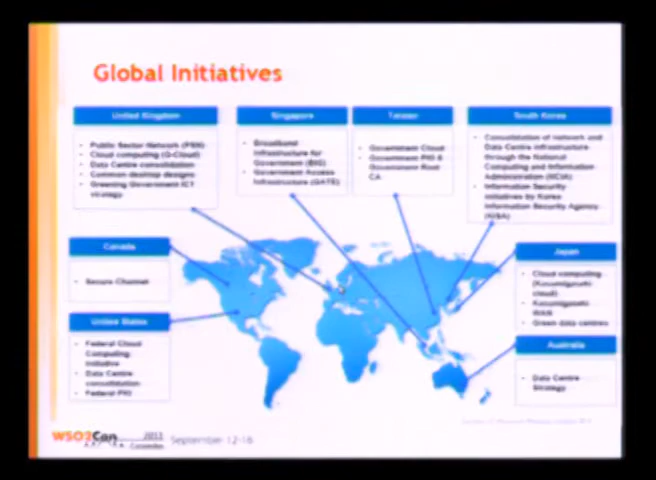 Global Initiatives
United Kingdom
• Public Sector Network (PSN)
• Cloud computing (G-Cloud)
• Data Centre consolidation
• Common desktop designs
• Greening Government ICT
strategy
Singapore
• Broadband
Infrastructure for
Government (BIG)
• Government Access
Infrastructure (GATE)
Taiwan
• Government Cloud
• Government PKI &
Government Root
CA
South Korea
• Consolidation of network and
Data Centre infrastructure
through the National
Computing and Information
Administration (NCIA)
• Information Security
initiatives by Korea
Information Security Agency
(KISA)
Canada
• Secure Channel
United States
• Federal Cloud
Computing
Initiative
• Data Centre
consolidation
• Federal PKI
Japan
• Cloud computing
(Kasumigaseki
cloud)
• Kasumigaseki
WAN
• Green data centres
Australia
• Data Centre
Strategy
WSO2Con 2011
Colombo
September 12-16